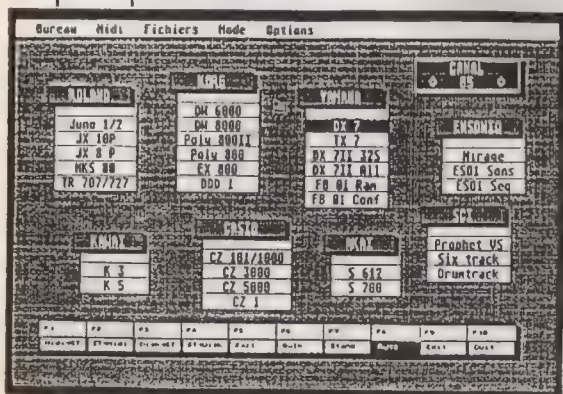 Bureau Midi Fichiers Mode Options
CANAL
05
ROLAND
Juno 1/2
JX 10P
JX 8 P
MKS 80
TR 707/727
KORG
DW 6000
DW 8000
Poly 800II
Poly 800
EX 800
DDD 1
YAMAHA
DX 7
TX 7
DX 7II 32S
DX 7II All
FB 01 Ram
FB 01 Conf
ENSONIQ
Mirage
ESQ1 Sons
ESQ1 Seq
KAWAI
K 3
K 5
CASIO
CZ 101/1000
CZ 3000
CZ 5000
CZ 1
AKAI
S 612
S 700
SCI
Prophet VS
Six track
Drumtrack
F1 F2 F3 F4 F5 F6 F7 F8 F9 F10
Edit Quit